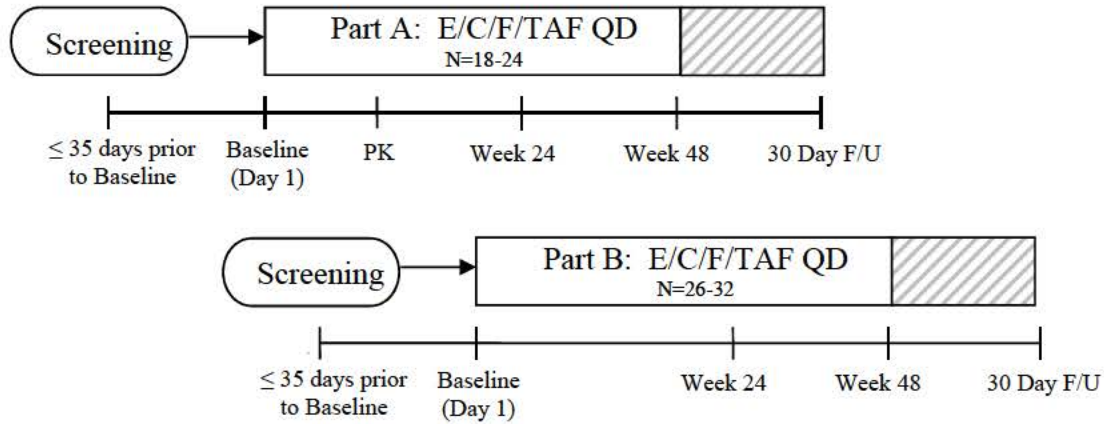 Screening
Part A: E/C/F/TAF QD
N=18-24
≤ 35 days prior
to Baseline
Baseline
(Day 1)
PK
Week 24
Week 48
30 Day F/U
Screening
Part B: E/C/F/TAF QD
N=26-32
≤ 35 days prior
to Baseline
Baseline
(Day 1)
Week 24
Week 48
30 Day F/U